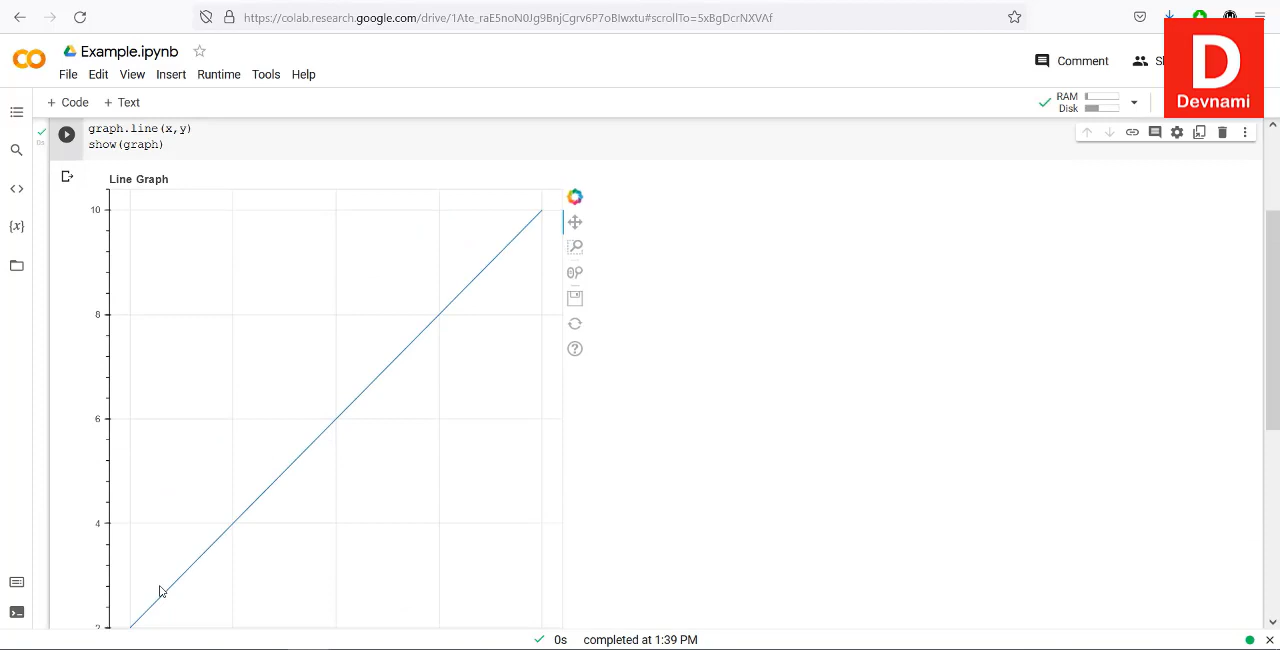 https://colab.research.google.com/drive/1Ate_raE5noN0Jg9BnjCgrv6P7oBIwxtu#scrollTo=5xBgDcrNXVAf
CO Example.ipynb
File Edit View Insert Runtime Tools Help
Comment
D
Devnami
+ Code + Text
RAM
Disk
graph.line(x,y)
show(graph)
0s
{x}
Line Graph
10
8
6
4
2
0s completed at 1:39 PM